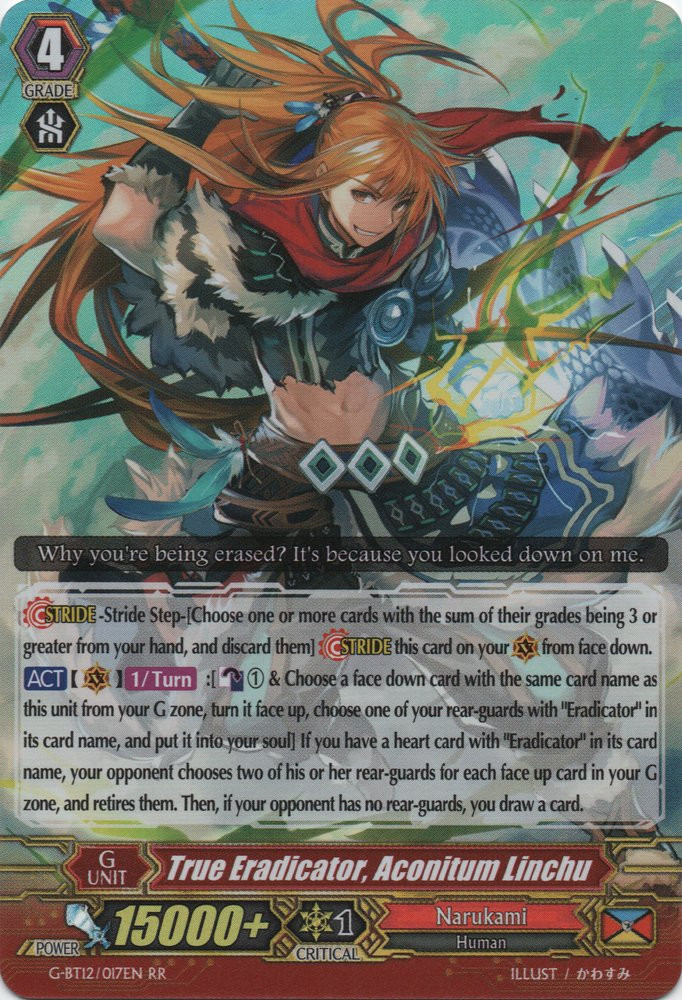 4
GRADE
Why you're being erased? It's because you looked down on me.
STRIDE-Stride Step-[Choose one or more cards with the sum of their grades being 3 or
greater from your hand, and discard them] STRIDE this card on your from face down.
ACT【 】1/Turn :[ ① & Choose a face down card with the same card name as
this unit from your G zone, turn it face up, choose one of your rear-guards with "Eradicator" in
its card name, and put it into your soul] If you have a heart card with "Eradicator" in its card
name, your opponent chooses two of his or her rear-guards for each face up card in your G
zone, and retires them. Then, if your opponent has no rear-guards, you draw a card.
G
UNIT
True Eradicator, Aconitum Linchu
POWER
15000+
1
CRITICAL
Narukami
Human
G-BT12/017EN RR
ILLUST / かわすみ